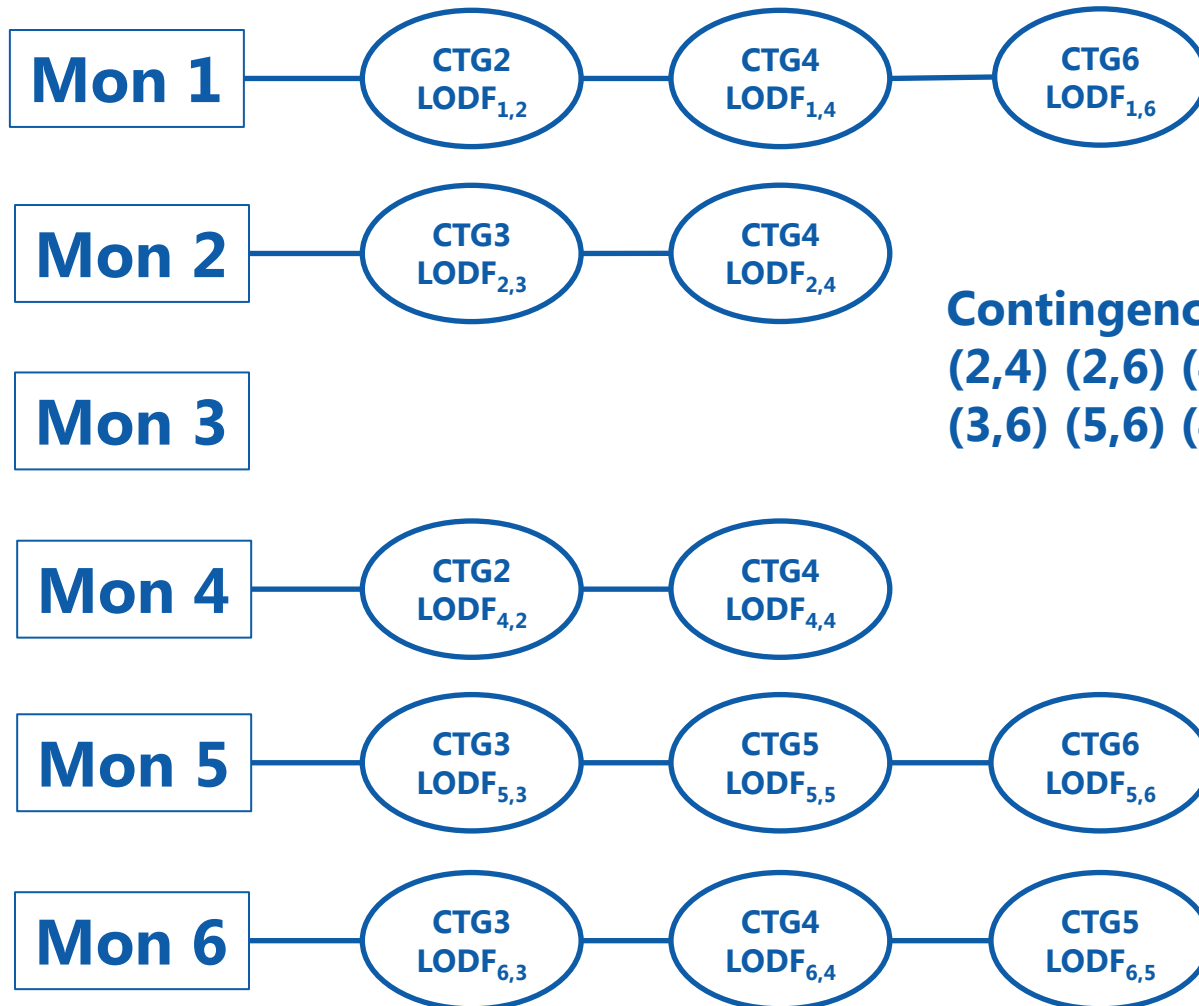 Mon 1
CTG2
LODF1,2
CTG4
LODF1,4
CTG6
LODF1,6
Mon 2
CTG3
LODF2,3
CTG4
LODF2,4
(2,4) (2,6)
(3,6) (5,6)
Mon 3
Mon 4
CTG2
LODF4,2
CTG4
LODF4,4
Mon 5
CTG3
LODF5,3
CTG5
LODF5,5
CTG6
LODF5,6
Mon 6
CTG3
LODF6,3
CTG4
LODF6,4
CTG5
LODF6,5